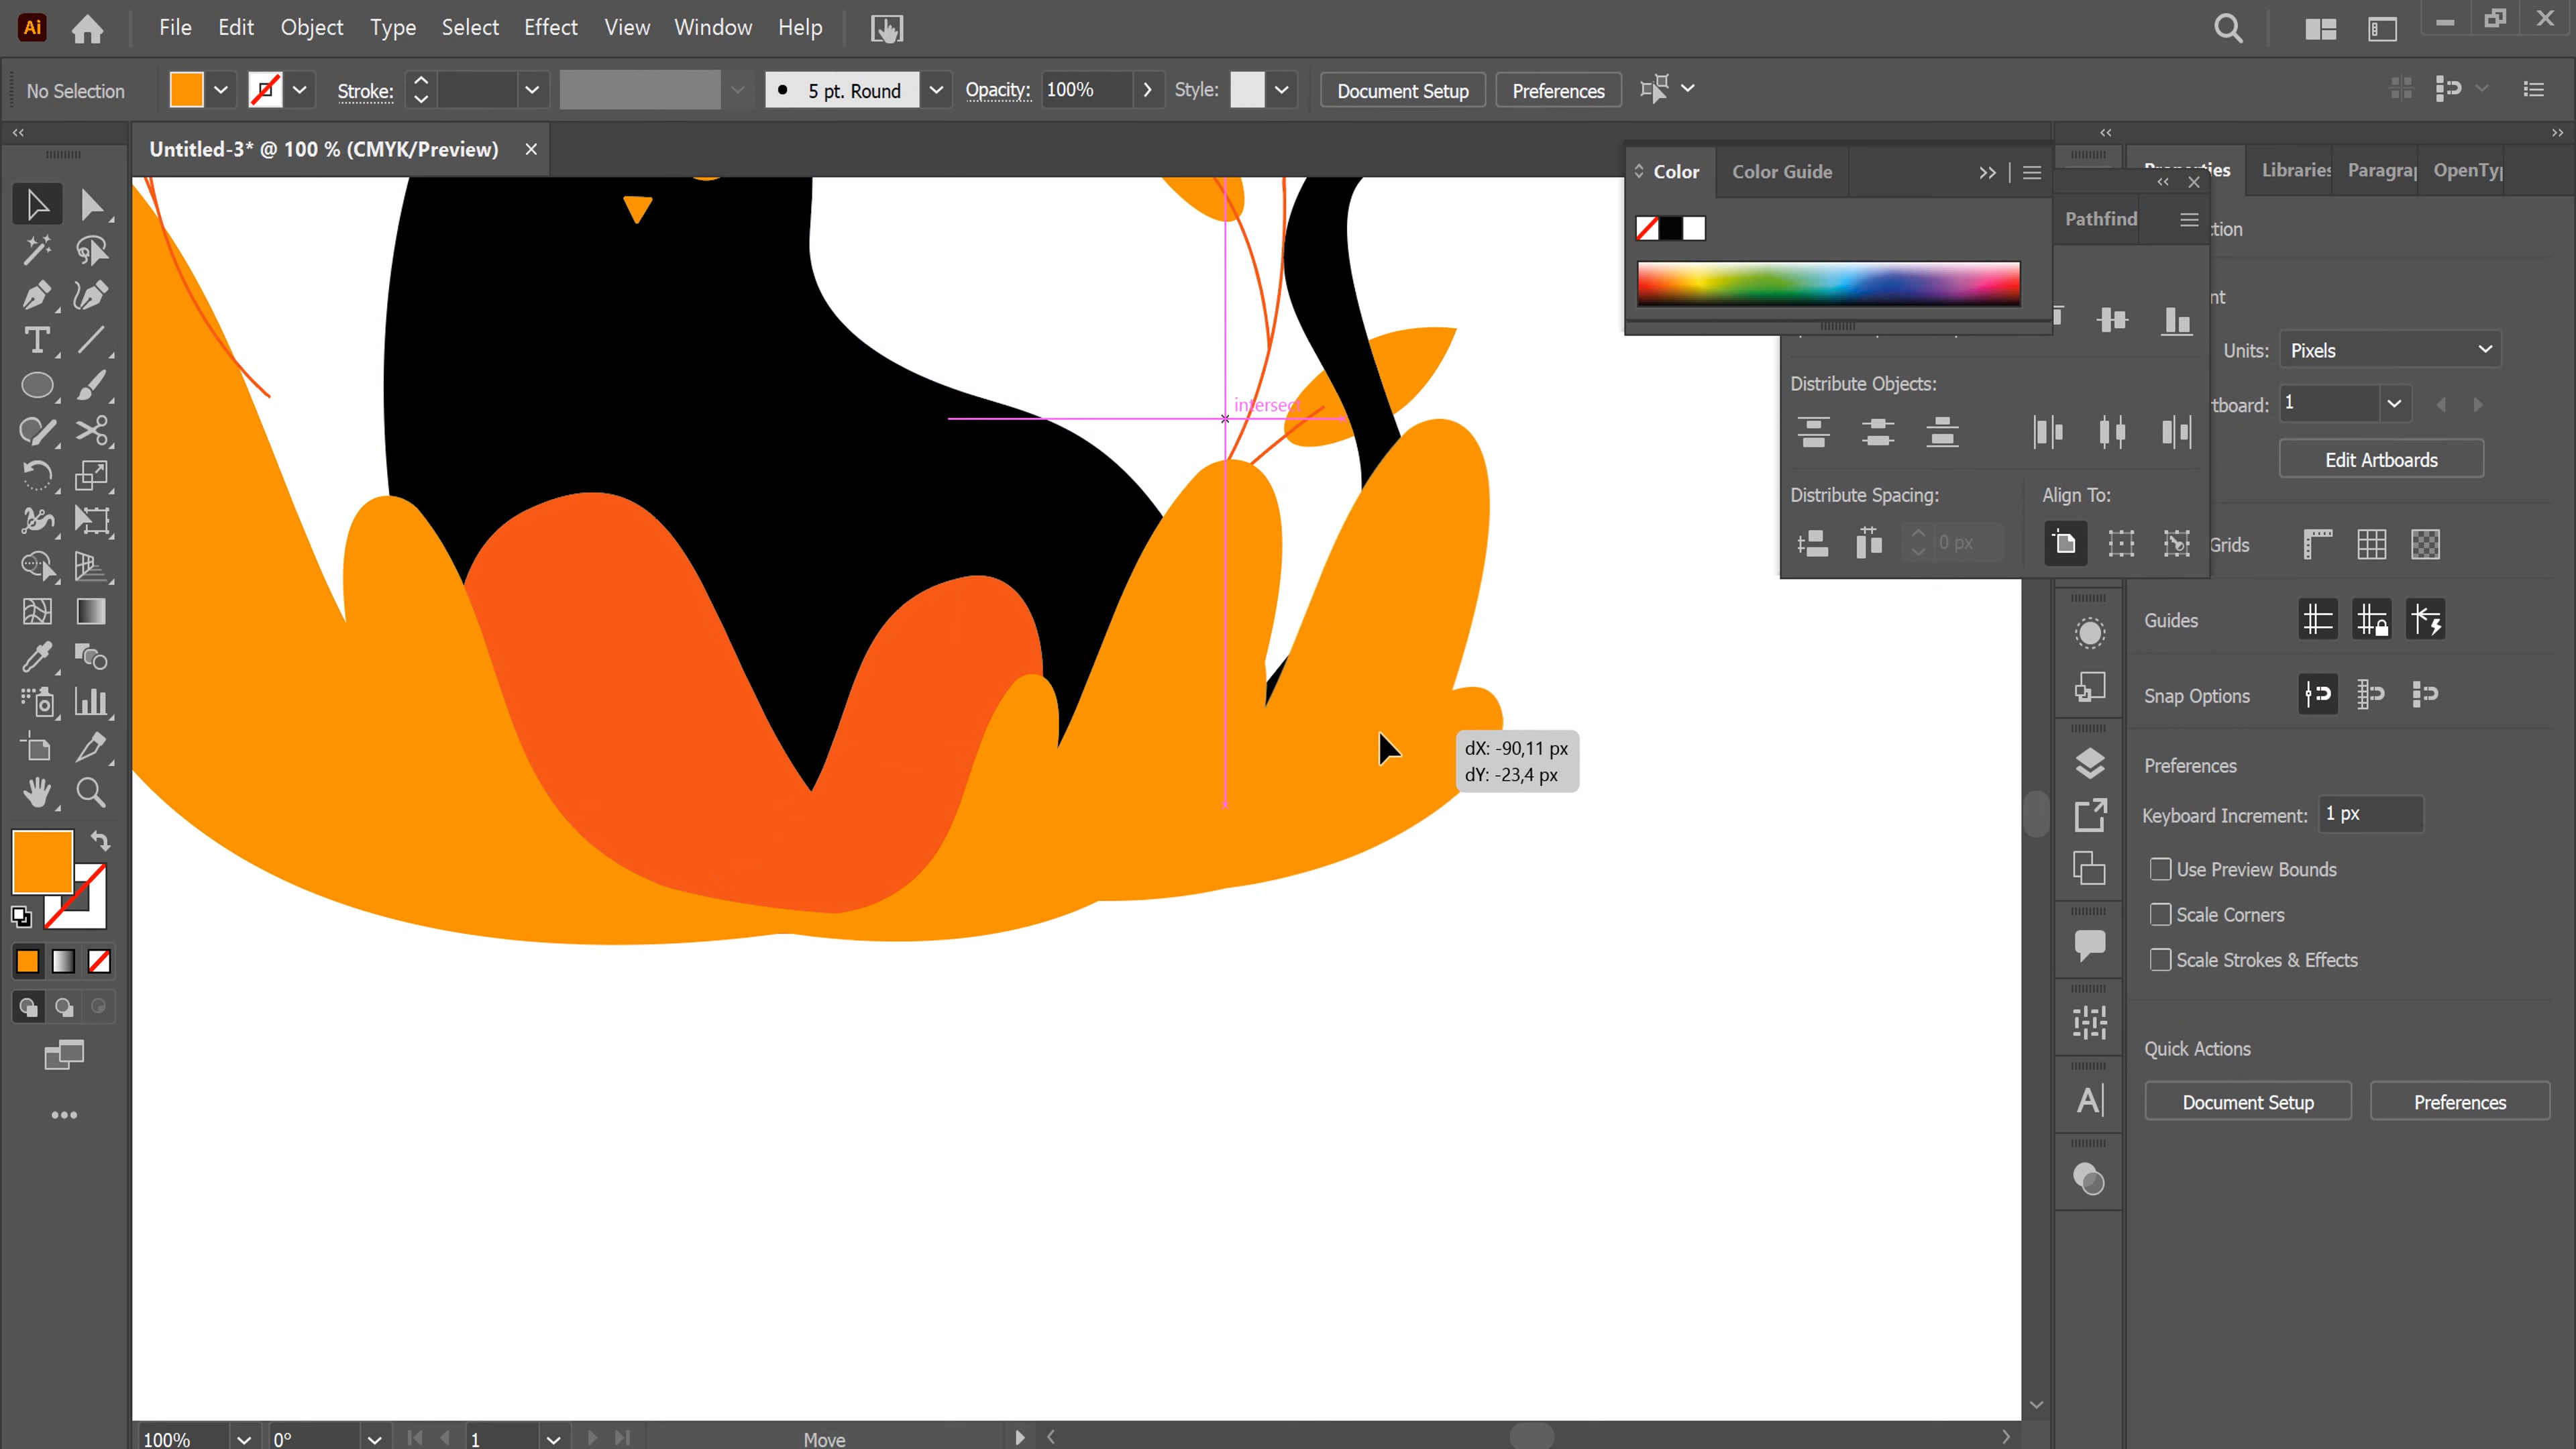 Ai File Edit Object Type Select Effect View Window Help
No Selection Stroke: 5 pt. Round Opacity: 100% Style: Document Setup Preferences
Untitled-3* @ 100 % (CMYK/Preview)
Color Color Guide
Properties Libraries Paragra OpenTy
Pathfind
ction
nt
Units: Pixels
tboard: 1
Edit Artboards
Distribute Objects:
Distribute Spacing: Align To:
0 px
Grids
Guides
Snap Options
Preferences
Keyboard Increment: 1 px
Use Preview Bounds
Scale Corners
Scale Strokes & Effects
Quick Actions
Document Setup Preferences
intersect
dX: -90,11 px
dY: -23,4 px
100% 0° 1 Move